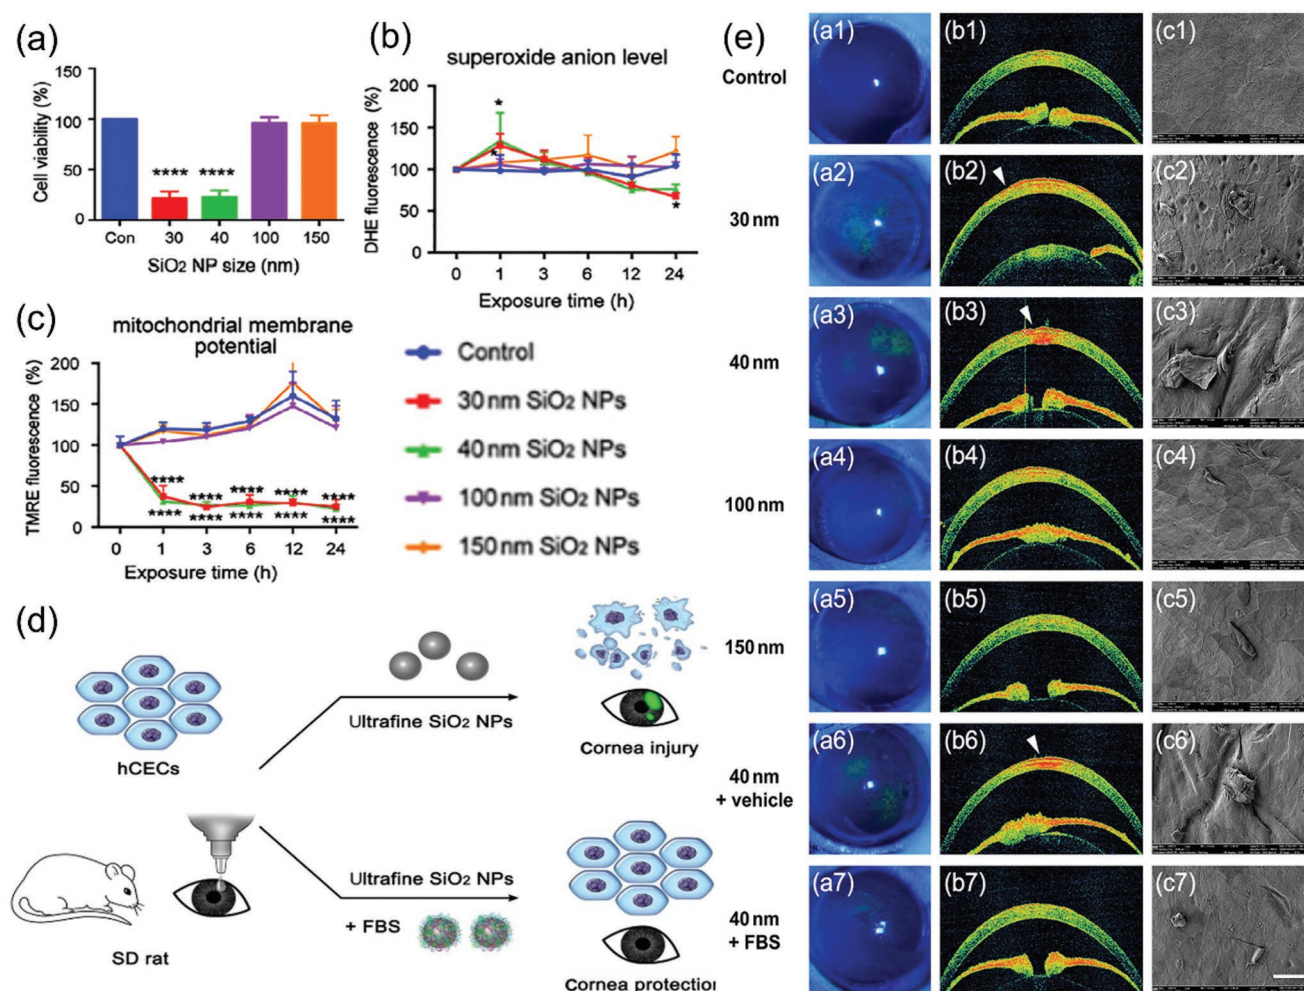 (a)
150
100
50
0
Cell viability (%)
**** ****
Con 30 40 100 150
SiO2 NP size (nm)
(b)
superoxide anion level
200
150
100
50
0
DHE fluorescence (%)
*
*
*
0 1 3 6 12 24
Exposure time (h)
(c)
mitochondrial membrane
potential
200
150
100
50
0
TMRE fluorescence (%)
**** **** **** **** ****
**** **** **** **** ****
0 1 3 6 12 24
Exposure time (h)
Control
30 nm SiO2 NPs
40 nm SiO2 NPs
100 nm SiO2 NPs
150 nm SiO2 NPs
(d)
hCECs
SD rat
Ultrafine SiO2 NPs
Cornea injury
Ultrafine SiO2 NPs
+ FBS
Cornea protection
(e)
Control
(a1) (b1) (c1)
30 nm
(a2) (b2) (c2)
40 nm
(a3) (b3) (c3)
100 nm
(a4) (b4) (c4)
150 nm
(a5) (b5) (c5)
40 nm
+ vehicle
(a6) (b6) (c6)
40 nm
+ FBS
(a7) (b7) (c7)